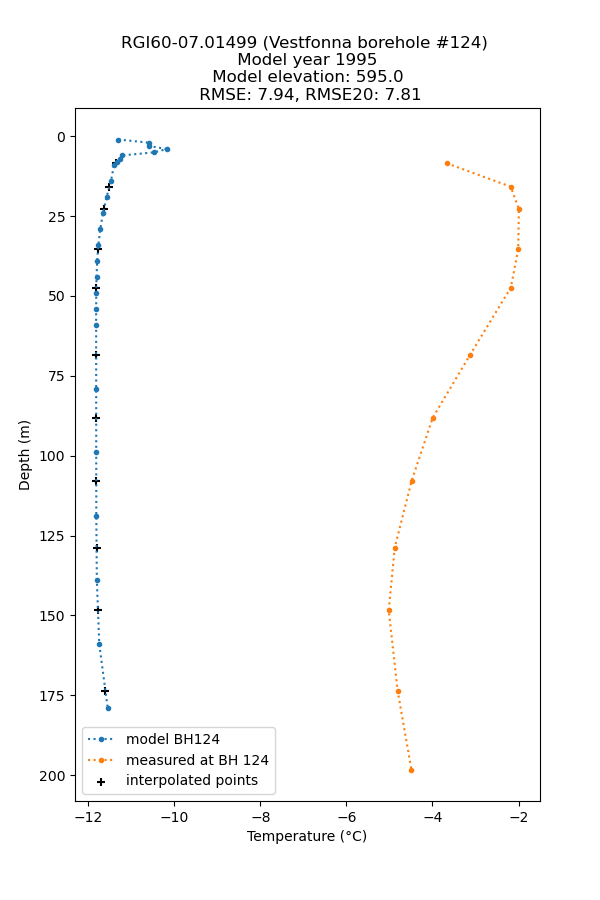 RGI60-07.01499 (Vestfonna borehole #124)
Model year 1995
Model elevation: 595.0
RMSE: 7.94, RMSE20: 7.81
0
25
50
75
100
125
150
175
200
Depth (m)
model BH124
measured at BH 124
interpolated points
−12
−10
−8
−6
−4
−2
Temperature (°C)